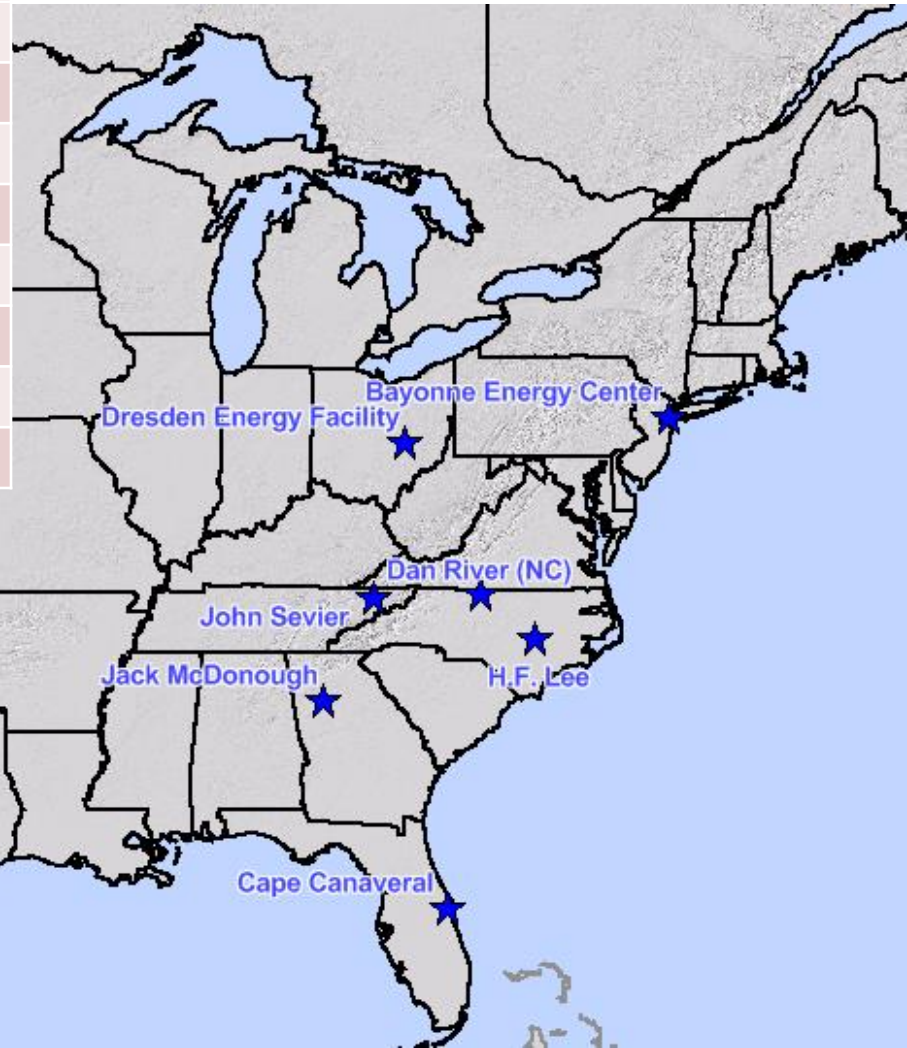 Bayonne Energy Center
Dresden Energy Facility
Dan River (NC)
John Sevier
Jack McDonough
H.F. Lee
Cape Canaveral